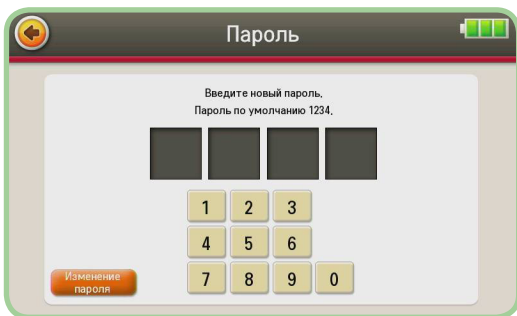 Пароль
Введите новый пароль.
Пароль по умолчанию 1234.
1 2 3
4 5 6
7 8 9 0
Изменение
пароля